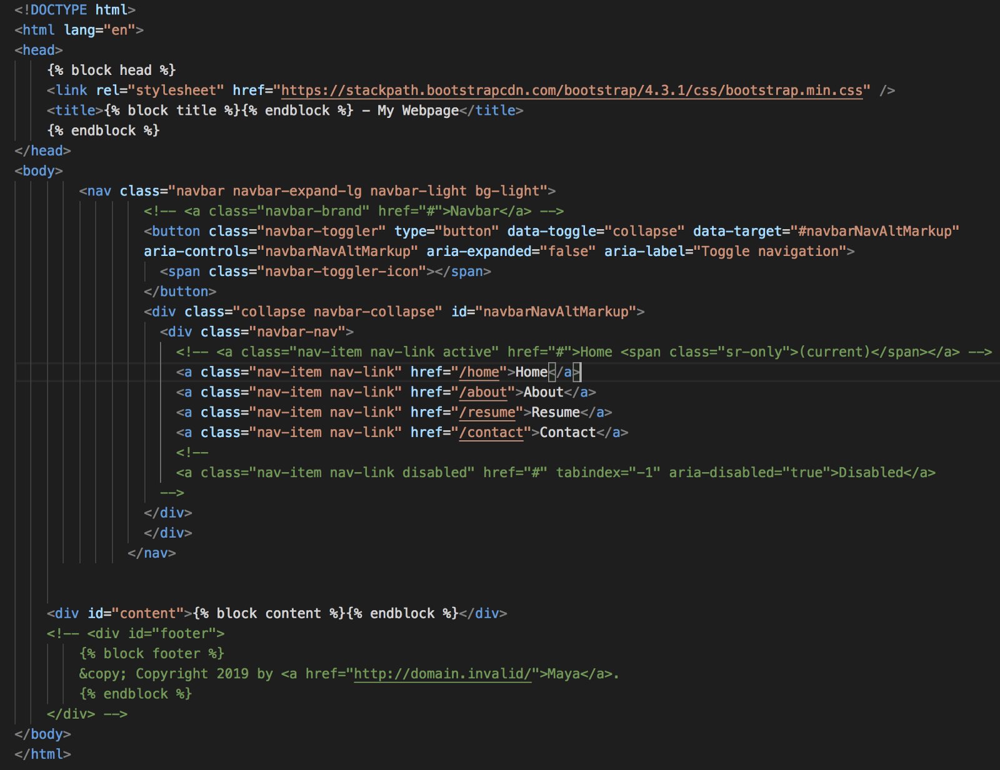 <!DOCTYPE html>
<html lang="en">
<head>
    {% block head %}
    <link rel="stylesheet" href="https://stackpath.bootstrapcdn.com/bootstrap/4.3.1/css/bootstrap.min.css" />
    <title>{% block title %}{% endblock %} - My Webpage</title>
    {% endblock %}
</head>
<body>
        <nav class="navbar navbar-expand-lg navbar-light bg-light">
                <!-- <a class="navbar-brand" href="#">Navbar</a> -->
                <button class="navbar-toggler" type="button" data-toggle="collapse" data-target="#navbarNavAltMarkup"
                aria-controls="navbarNavAltMarkup" aria-expanded="false" aria-label="Toggle navigation">
                  <span class="navbar-toggler-icon"></span>
                </button>
                <div class="collapse navbar-collapse" id="navbarNavAltMarkup">
                  <div class="navbar-nav">
                    <!-- <a class="nav-item nav-link active" href="#">Home <span class="sr-only">(current)</span></a> -->
                    <a class="nav-item nav-link" href="/home">Home</a>
                    <a class="nav-item nav-link" href="/about">About</a>
                    <a class="nav-item nav-link" href="/resume">Resume</a>
                    <a class="nav-item nav-link" href="/contact">Contact</a>
                    <!--
                    <a class="nav-item nav-link disabled" href="#" tabindex="-1" aria-disabled="true">Disabled</a>
                  -->
                </div>
                </div>
              </nav>
    <div id="content">{% block content %}{% endblock %}</div>
    <!-- <div id="footer">
        {% block footer %}
        &copy; Copyright 2019 by <a href="http://domain.invalid/">Maya</a>.
        {% endblock %}
    </div> -->
</body>
</html>